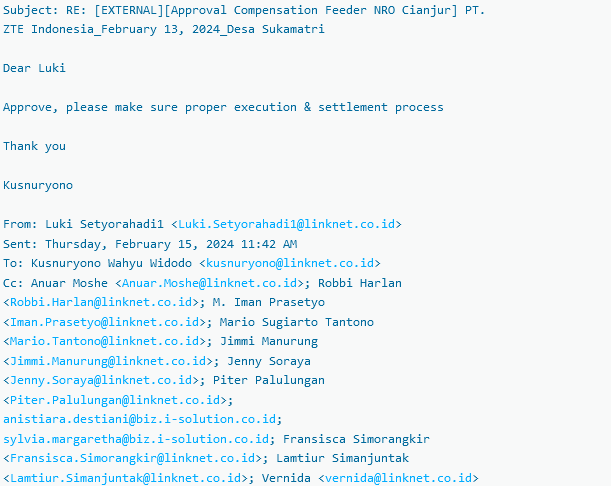 Subject: RE: [EXTERNAL][Approval Compensation Feeder NRO Cianjur] PT.
ZTE Indonesia_February 13, 2024_Desa Sukamatri
Dear Luki
Approve, please make sure proper execution & settlement process
Thank you
Kusnuryono
From: Luki Setyorahadi1 <Luki.Setyorahadi1@linknet.co.id>
Sent: Thursday, February 15, 2024 11:42 AM
To: Kusnuryono Wahyu Widodo <kusnuryono@linknet.co.id>
Cc: Anuar Moshe <Anuar.Moshe@linknet.co.id>; Robbi Harlan
<Robbi.Harlan@linknet.co.id>; M. Iman Prasetyo
<Iman.Prasetyo@linknet.co.id>; Mario Sugiarto Tantono
<Mario.Tantono@linknet.co.id>; Jimmi Manurung
<Jimmi.Manurung@linknet.co.id>; Jenny Soraya
<Jenny.Soraya@linknet.co.id>; Piter Palulungan
<Piter.Palulungan@linknet.co.id>;
anistiara.destiani@biz.i-solution.co.id;
sylvia.margaretha@biz.i-solution.co.id; Fransisca Simorangkir
<Fransisca.Simorangkir@linknet.co.id>; Lamtiur Simanjuntak
<Lamtiur.Simanjuntak@linknet.co.id>; Vernida <vernida@linknet.co.id>